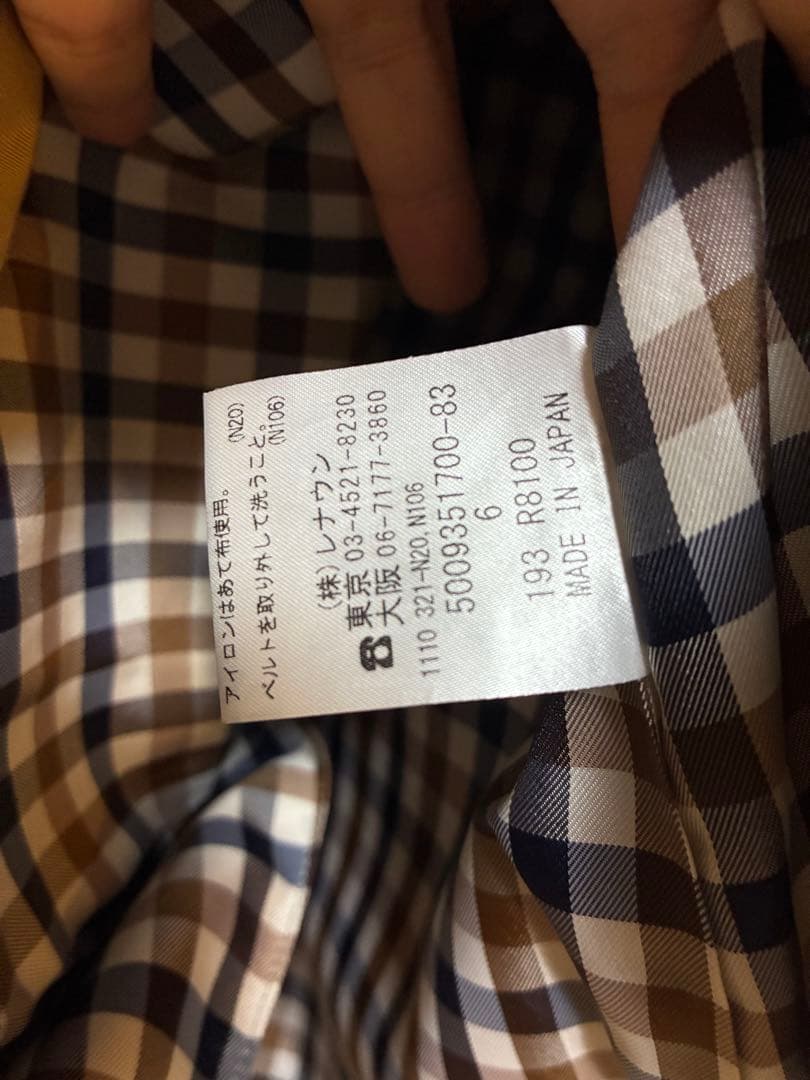 アイロンはあて布使用。 (N20)
ベルトを取り外して洗うこと。
(N106)
(株)レナウン
☎東京 03-4521-8230
大阪 06-7177-3860
1110 321-N20, N106
5009351700-83
6
193 R8100
MADE IN JAPAN